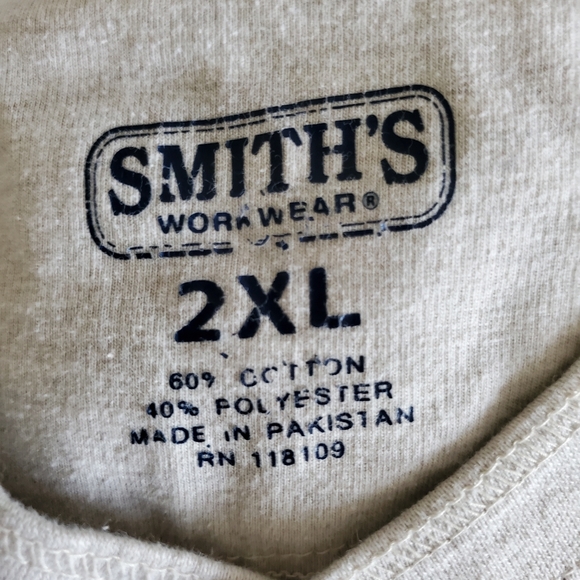 SMITH'S
WORKWEAR®
2XL
60% COTTON
40% POLYESTER
MADE IN PAKISTAN
RN 118109